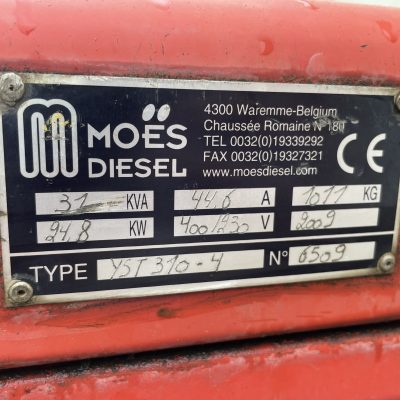 4300 Waremme-Belgium
Chaussée Romaine N°180
MOËS TEL 0032(0)19339292
DIESEL FAX 0032(0)19327321
www.moesdiesel.com
CE
31 KVA 44,6 A 1011 KG
24,8 KW 400/230 V 2009
TYPE YST 310-4 N° 6509